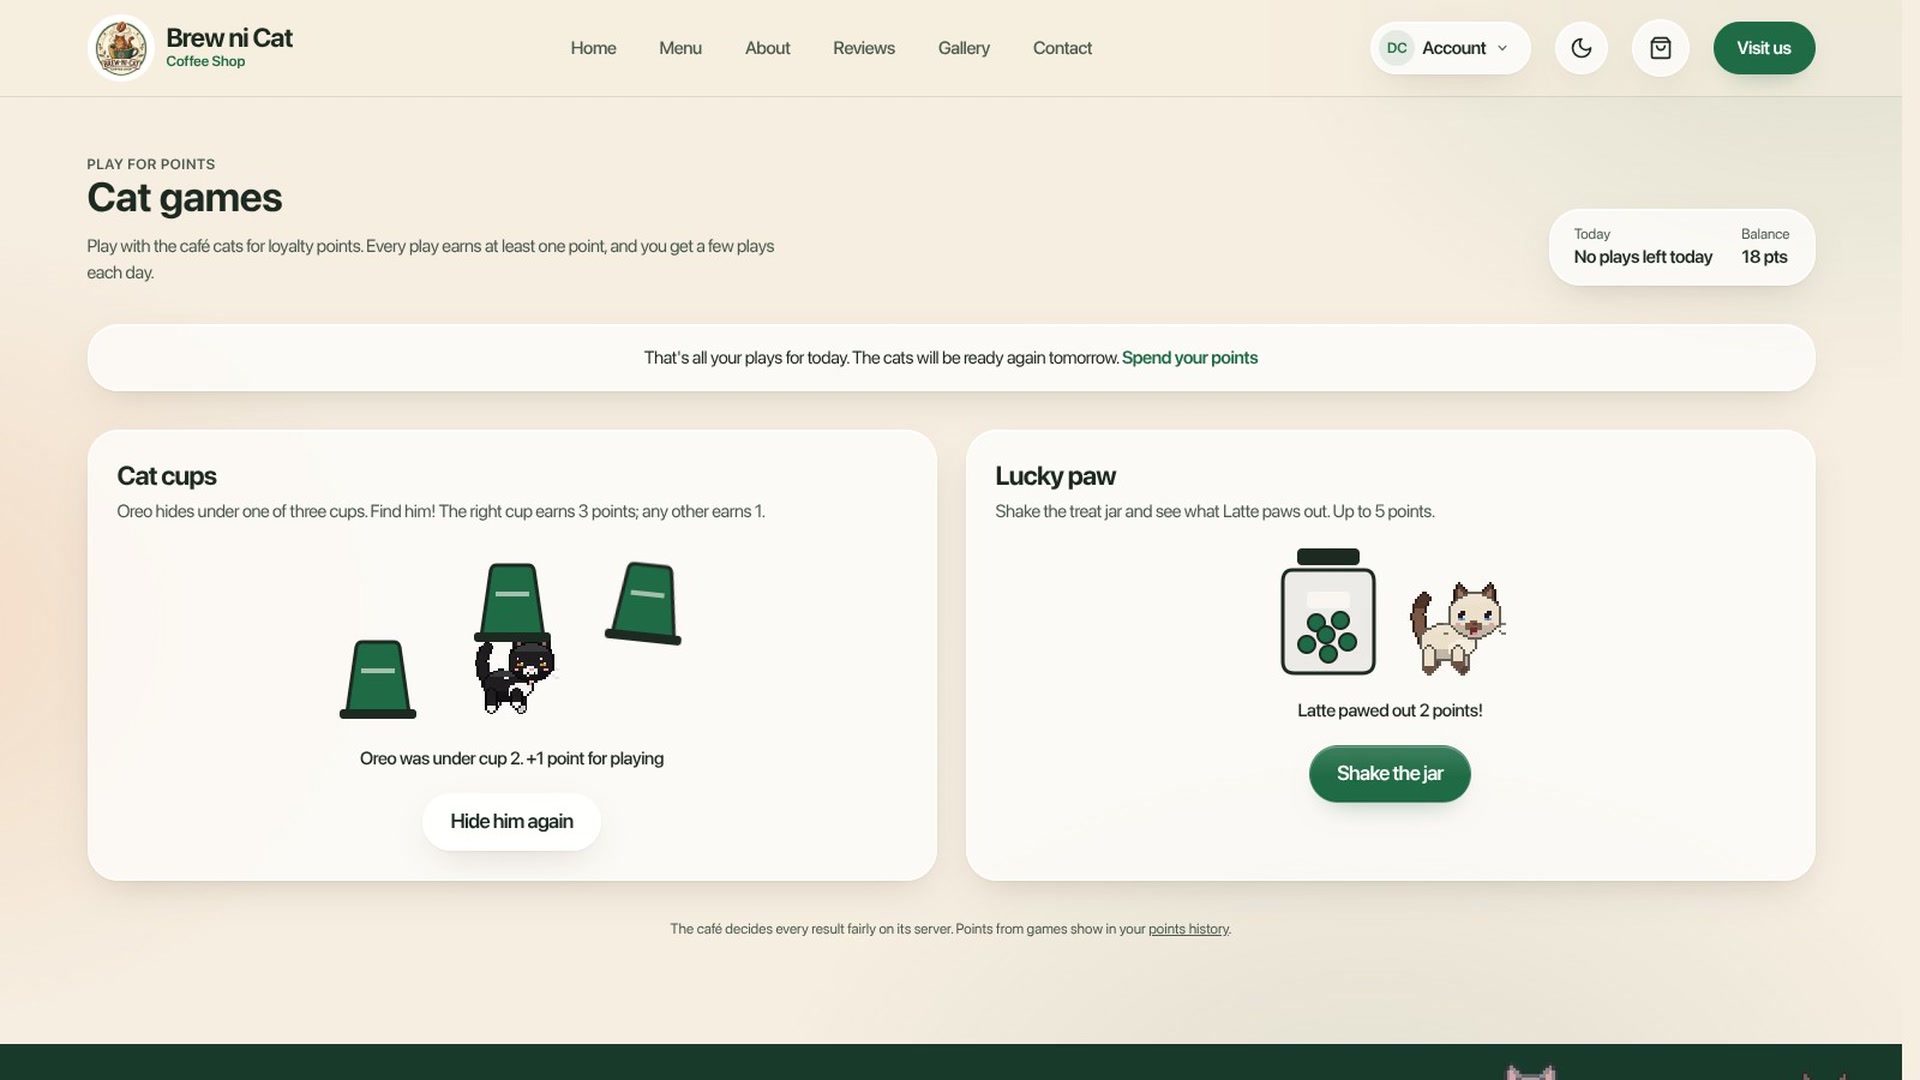 Brew ni Cat
Coffee Shop
Home
Menu
About
Reviews
Gallery
Contact
DC
Account
Visit us
PLAY FOR POINTS
Cat games
Play with the café cats for loyalty points. Every play earns at least one point, and you get a few plays
each day.
Today
No plays left today
Balance
18 pts
That's all your plays for today. The cats will be ready again tomorrow. Spend your points
Cat cups
Oreo hides under one of three cups. Find him! The right cup earns 3 points; any other earns 1.
Oreo was under cup 2. +1 point for playing
Hide him again
Lucky paw
Shake the treat jar and see what Latte paws out. Up to 5 points.
Latte pawed out 2 points!
Shake the jar
The café decides every result fairly on its server. Points from games show in your points history.